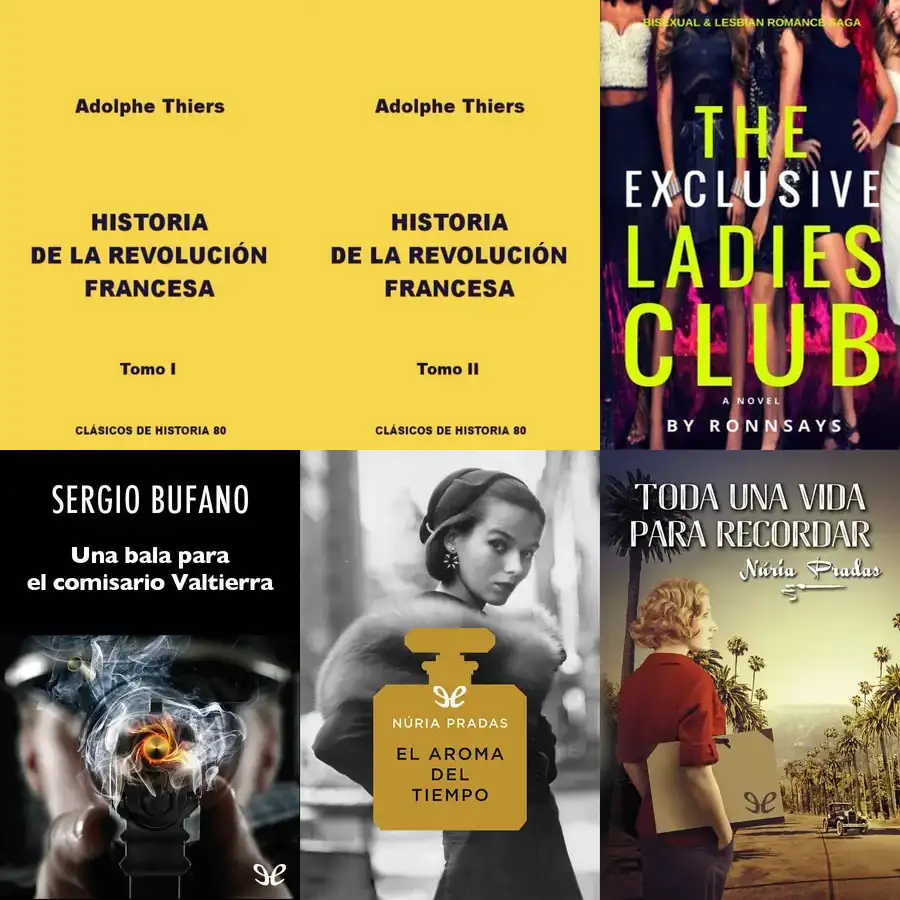 Adolphe Thiers
HISTORIA
DE LA REVOLUCIÓN
FRANCESA
Tomo I
CLÁSICOS DE HISTORIA 80
Adolphe Thiers
HISTORIA
DE LA REVOLUCIÓN
FRANCESA
Tomo II
CLÁSICOS DE HISTORIA 80
BISEXUAL & LESBIAN ROMANCE SAGA
THE
EXCLUSIVE
LADIES
CLUB
A NOVEL
BY RONNSAYS
SERGIO BUFANO
Una bala para
el comisario Valtierra
NÚRIA PRADAS
EL AROMA
DEL
TIEMPO
TODA UNA VIDA
PARA RECORDAR
Núria Pradas